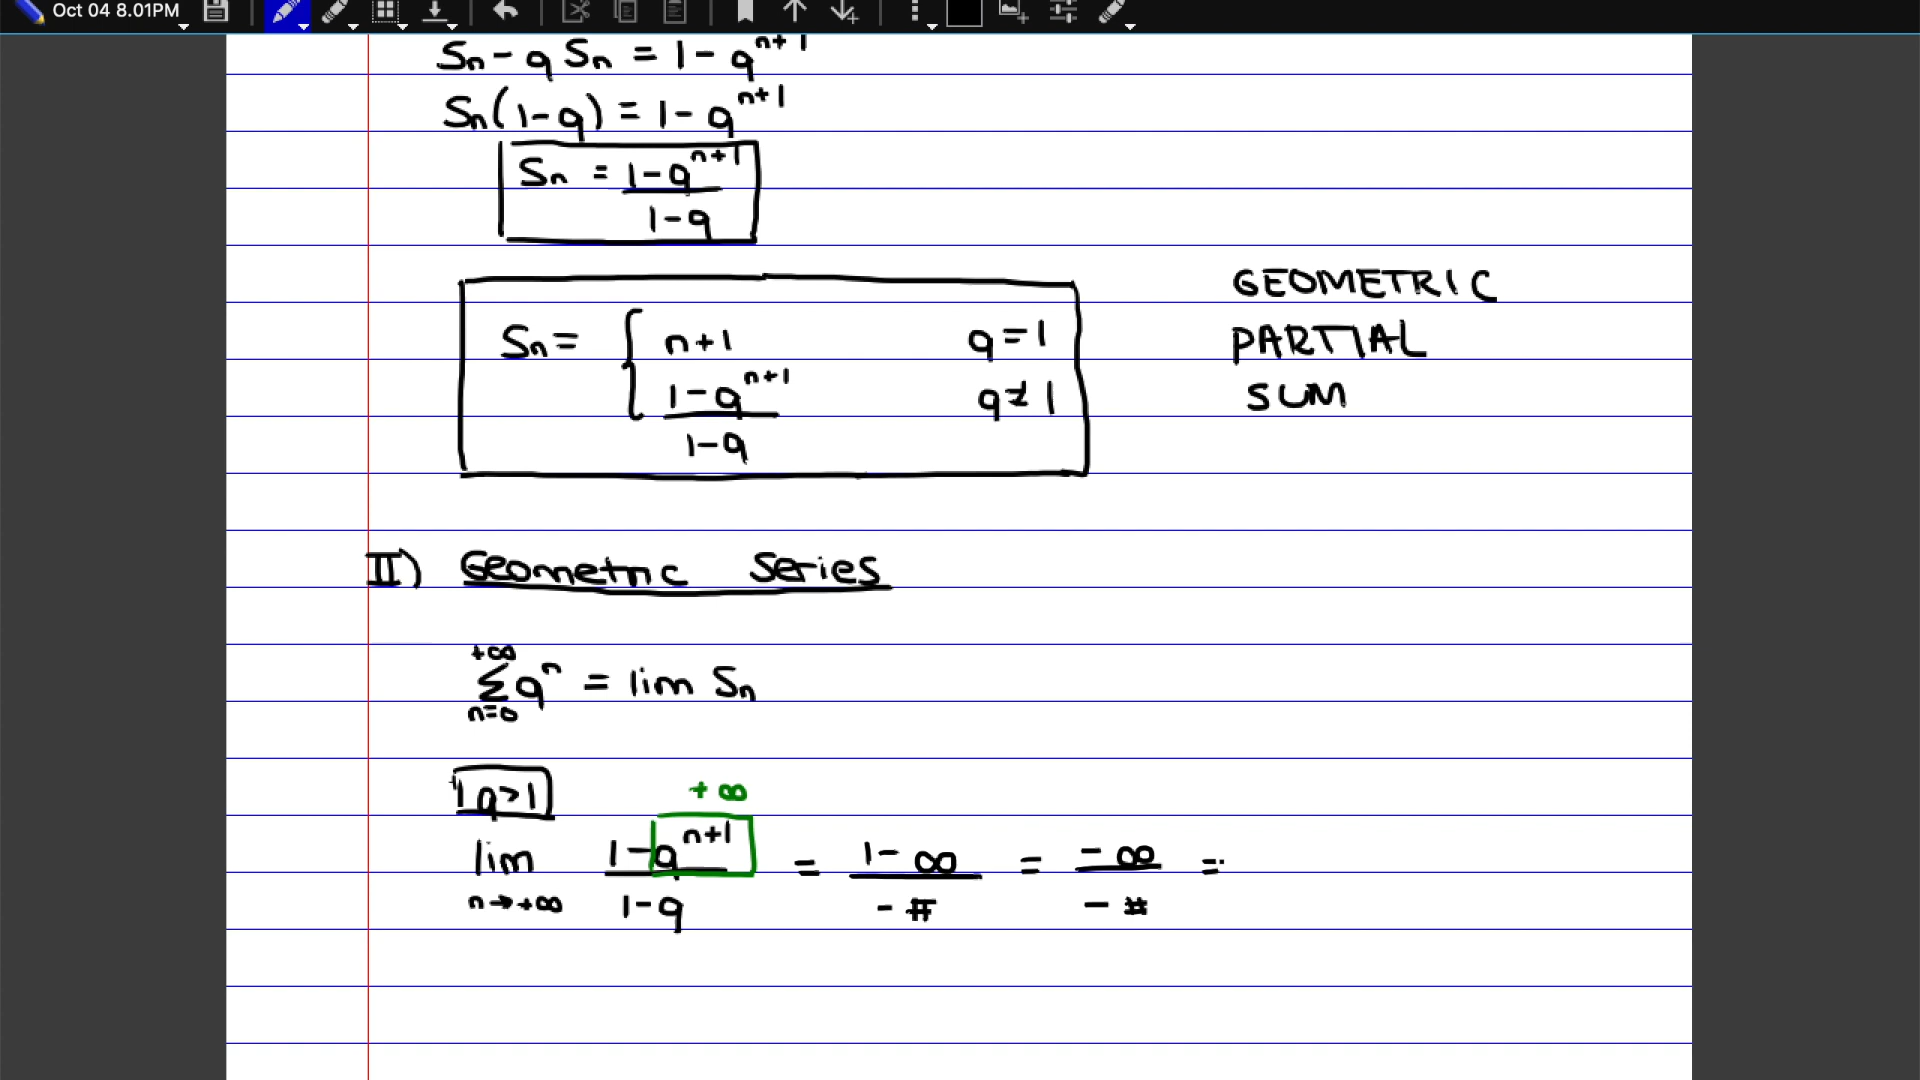 Oct 04 8.01PM
Sn - q Sn = 1 - q^n+1
Sn(1-q) = 1 - q^n+1
Sn = 1-q^n+1
1-q
GEOMETRIC
Sn = { n+1 q=1
PARTIAL
1-q^n+1 q≠1
SUM
1-q
II) Geometric Series
+∞
Σ q^n = lim Sn
n=0
q>1
+∞
lim 1-q^n+1 = 1-∞ = -∞ =
n→+∞ 1-q -# -#